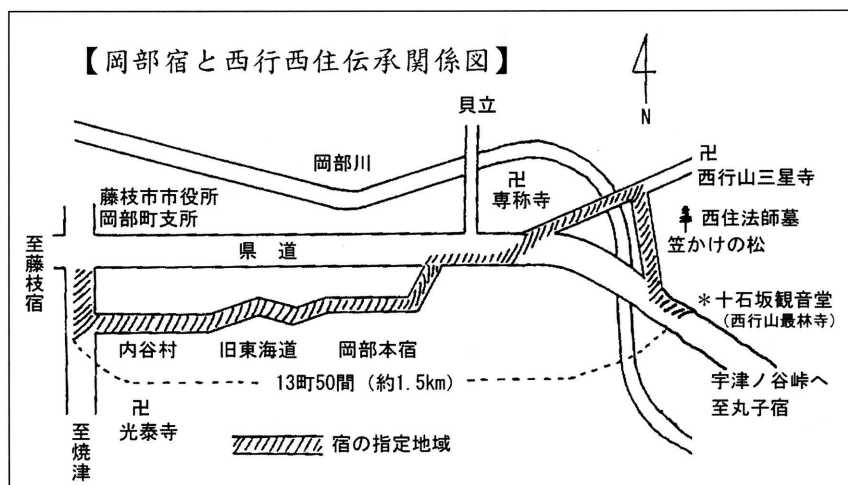 【岡部宿と西行西住伝承関係図】
貝立
N
岡部川
卍
専称寺
卍
西行山三星寺
藤枝市市役所
岡部町支所
西住法師墓
笠かけの松
至藤枝宿
県道
*十石坂観音堂
(西行山最林寺)
内谷村
旧東海道
岡部本宿
13町50間(約1.5km)
宇津ノ谷峠へ
至丸子宿
卍
光泰寺
至焼津
宿の指定地域